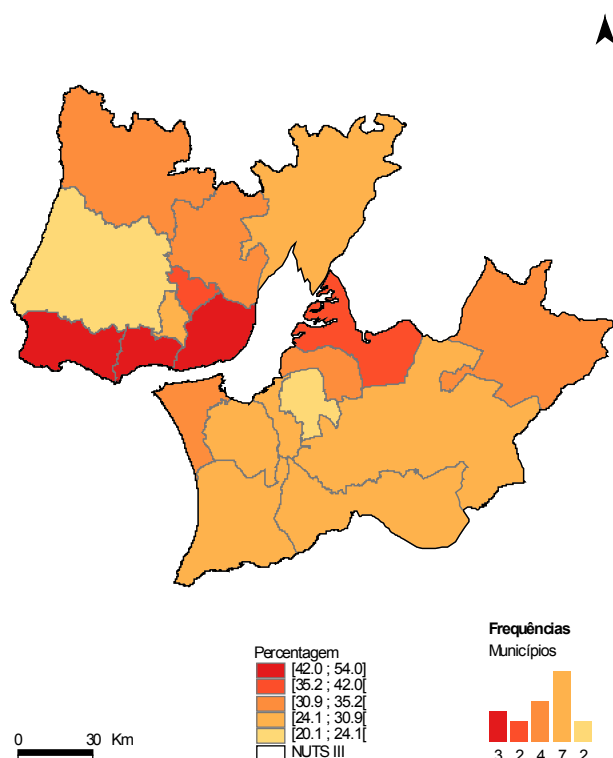 Percentagem
[42.0 ; 54.0]
[35.2 ; 42.0[
[30.9 ; 35.2[
[24.1 ; 30.9[
[20.1 ; 24.1[
NUTS III
0 30 Km
Frequências
Municípios
3 2 4 7 2